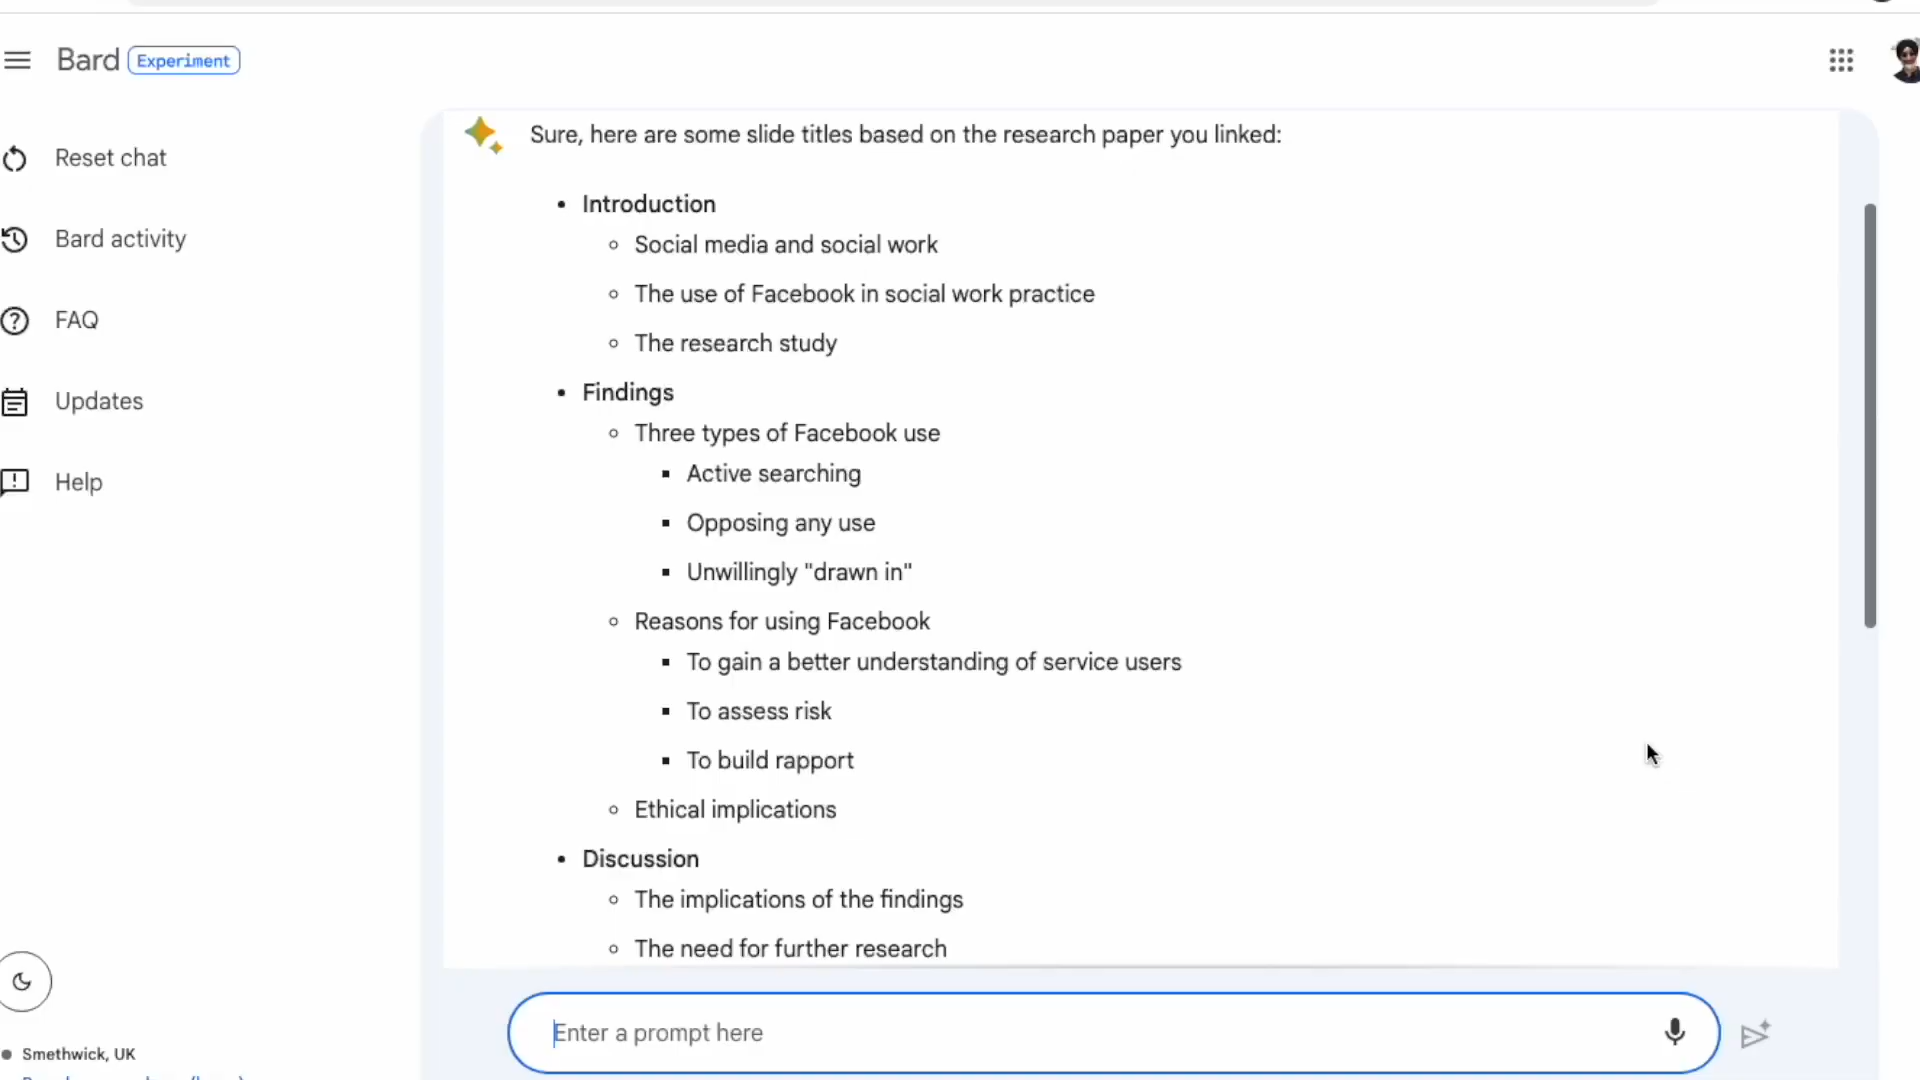 Bard Experiment
Reset chat
Bard activity
FAQ
Updates
Help
Sure, here are some slide titles based on the research paper you linked:
Introduction
Social media and social work
The use of Facebook in social work practice
The research study
Findings
Three types of Facebook use
Active searching
Opposing any use
Unwillingly "drawn in"
Reasons for using Facebook
To gain a better understanding of service users
To assess risk
To build rapport
Ethical implications
Discussion
The implications of the findings
The need for further research
Enter a prompt here
Smethwick, UK